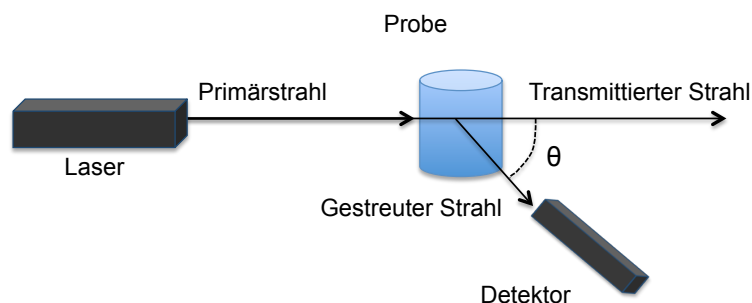 Probe
Primärstrahl
Transmittierter Strahl
Laser
θ
Gestreuter Strahl
Detektor